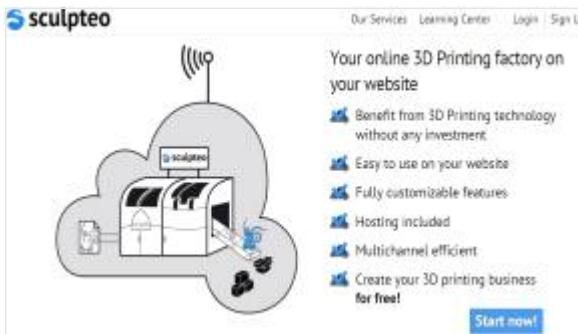 sculpteo
Our Services Learning Center Login Sign
Your online 3D Printing factory on
your website
sculpteo
Benefit from 3D Printing technology
without any investment
Easy to use on your website
Fully customizable features
Hosting included
Multichannel efficient
Create your 3D printing business
for free!
Start now!